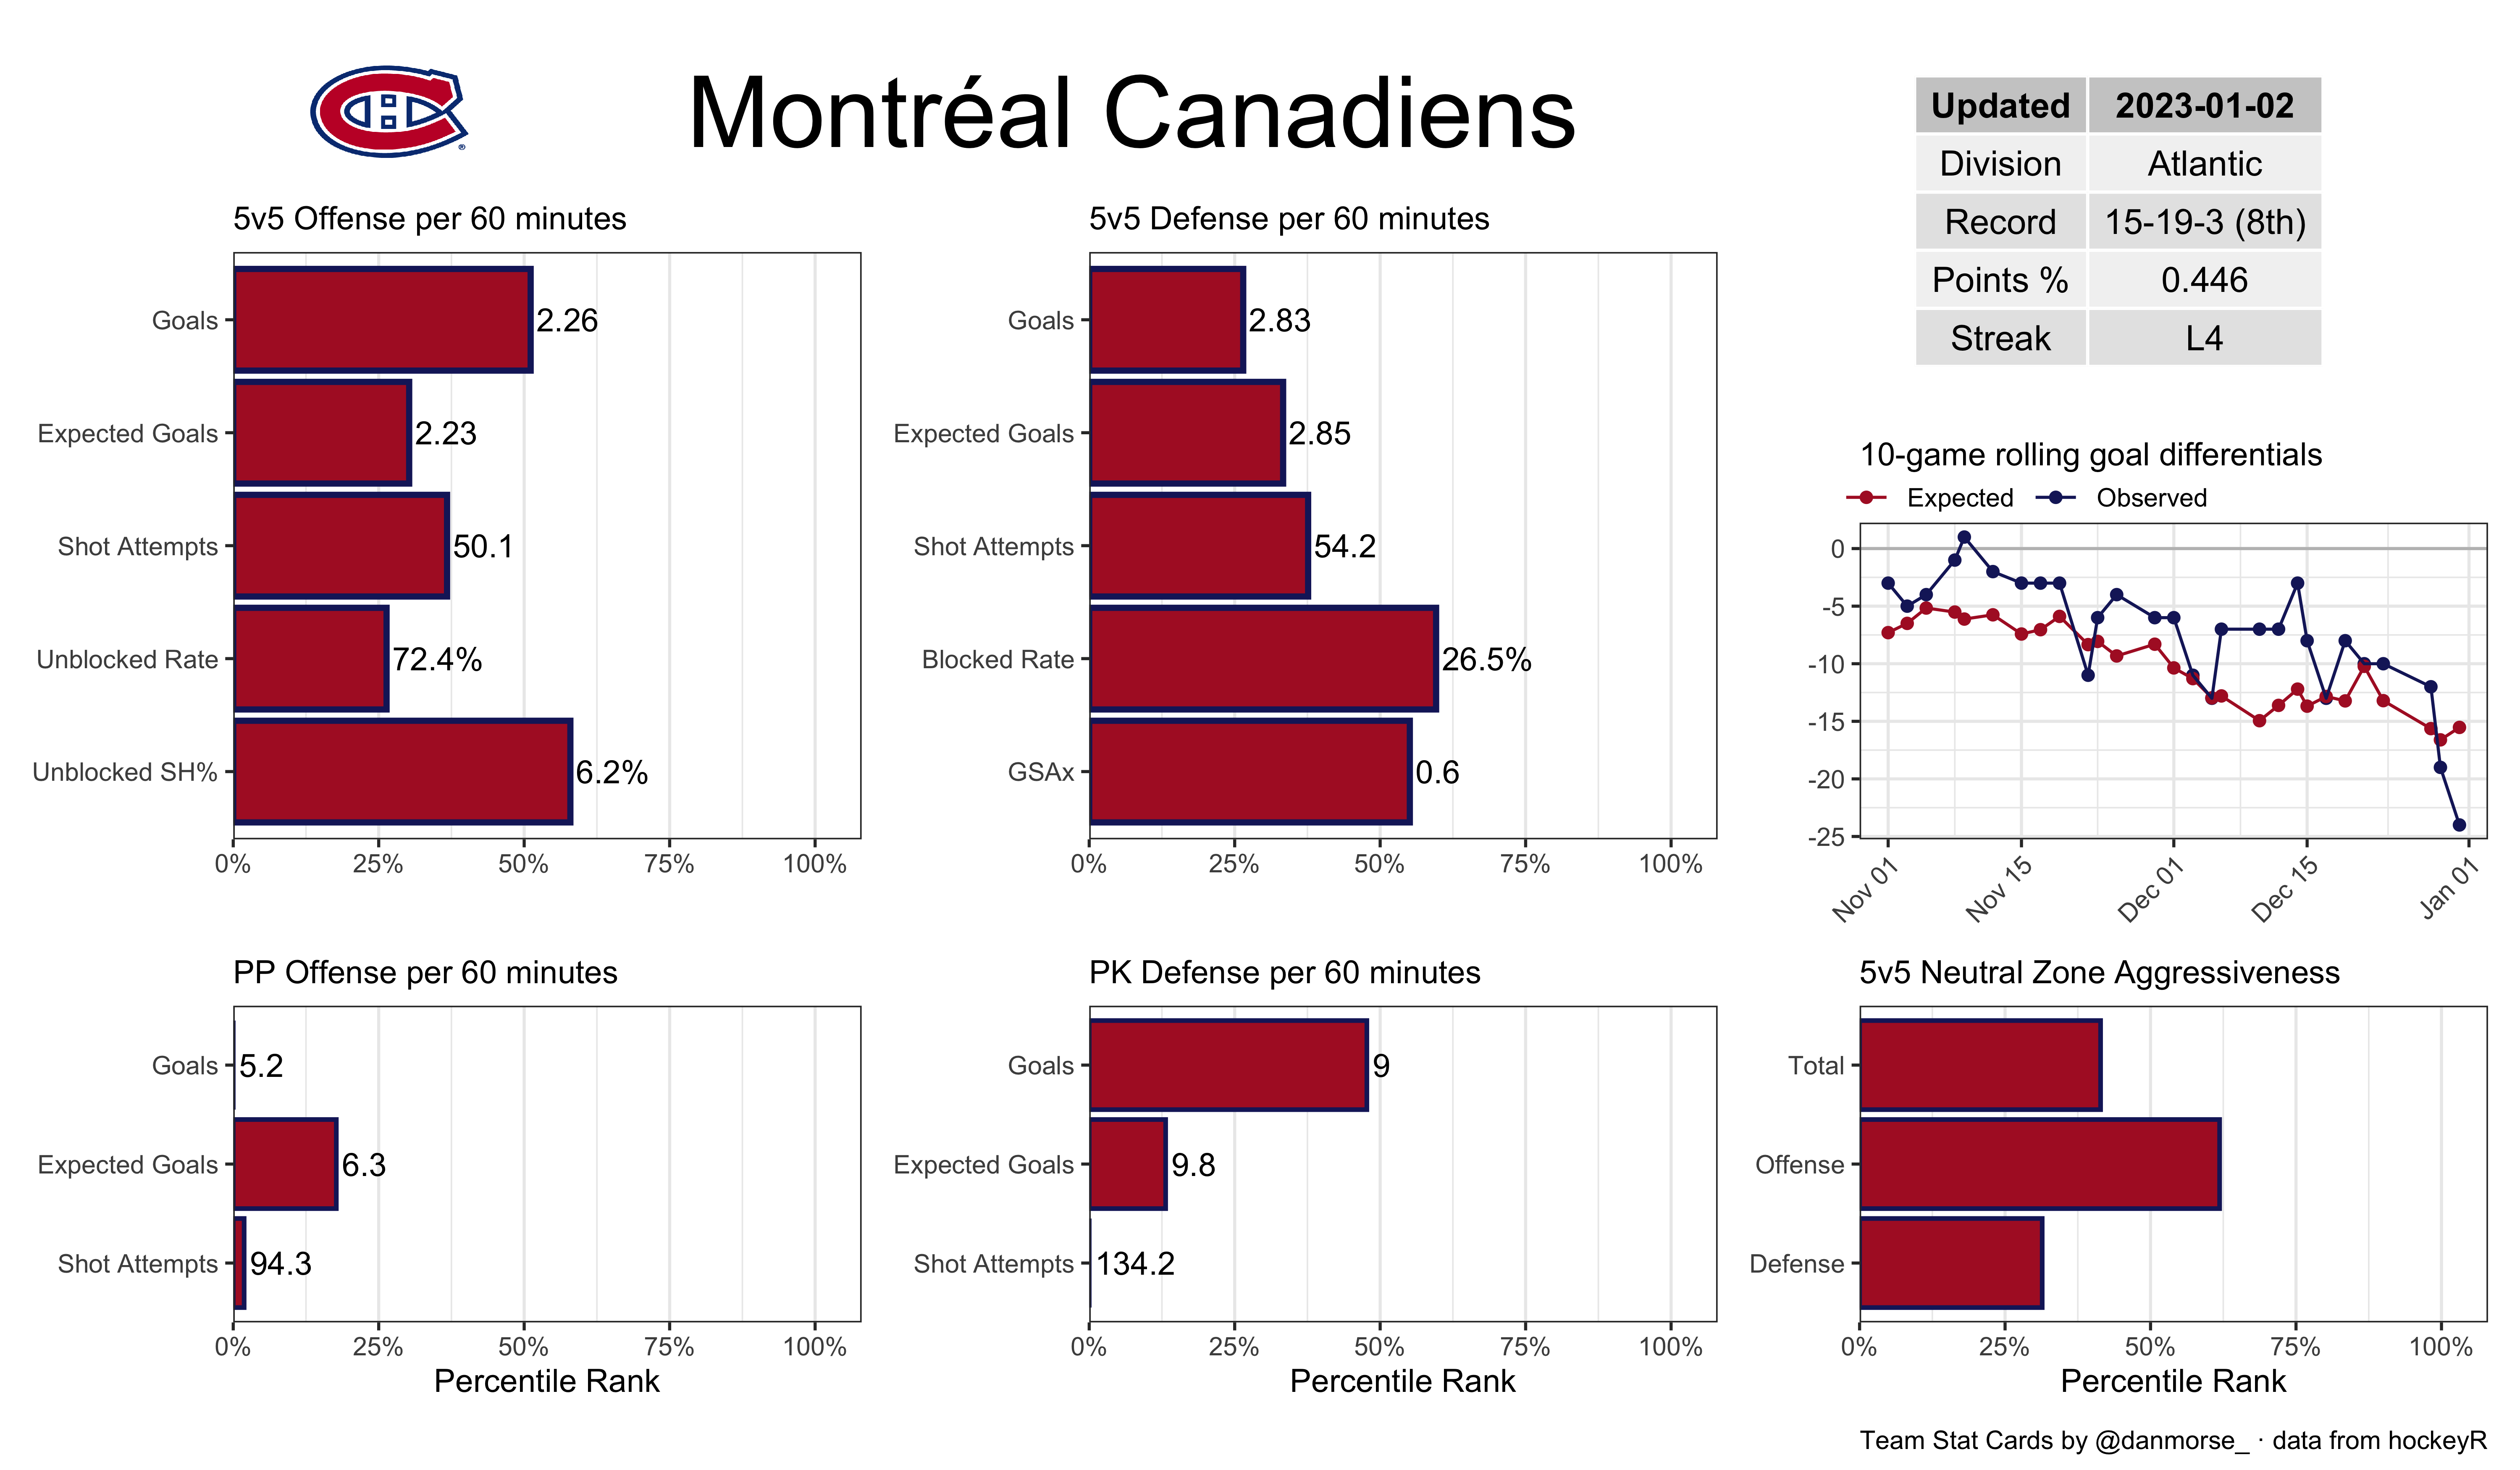 Montréal Canadiens
®
Updated 2023-01-02
Division Atlantic
Record 15-19-3 (8th)
Points % 0.446
Streak L4
5v5 Offense per 60 minutes
Goals 2.26
Expected Goals 2.23
Shot Attempts 50.1
Unblocked Rate 72.4%
Unblocked SH% 6.2%
0% 25% 50% 75% 100%
5v5 Defense per 60 minutes
Goals 2.83
Expected Goals 2.85
Shot Attempts 54.2
Blocked Rate 26.5%
GSAx 0.6
0% 25% 50% 75% 100%
10-game rolling goal differentials
Expected Observed
0
-5
-10
-15
-20
-25
Nov 01 Nov 15 Dec 01 Dec 15 Jan 01
PP Offense per 60 minutes
Goals 5.2
Expected Goals 6.3
Shot Attempts 94.3
0% 25% 50% 75% 100%
Percentile Rank
PK Defense per 60 minutes
Goals 9
Expected Goals 9.8
Shot Attempts 134.2
0% 25% 50% 75% 100%
Percentile Rank
5v5 Neutral Zone Aggressiveness
Total
Offense
Defense
0% 25% 50% 75% 100%
Percentile Rank
Team Stat Cards by @danmorse_ · data from hockeyR